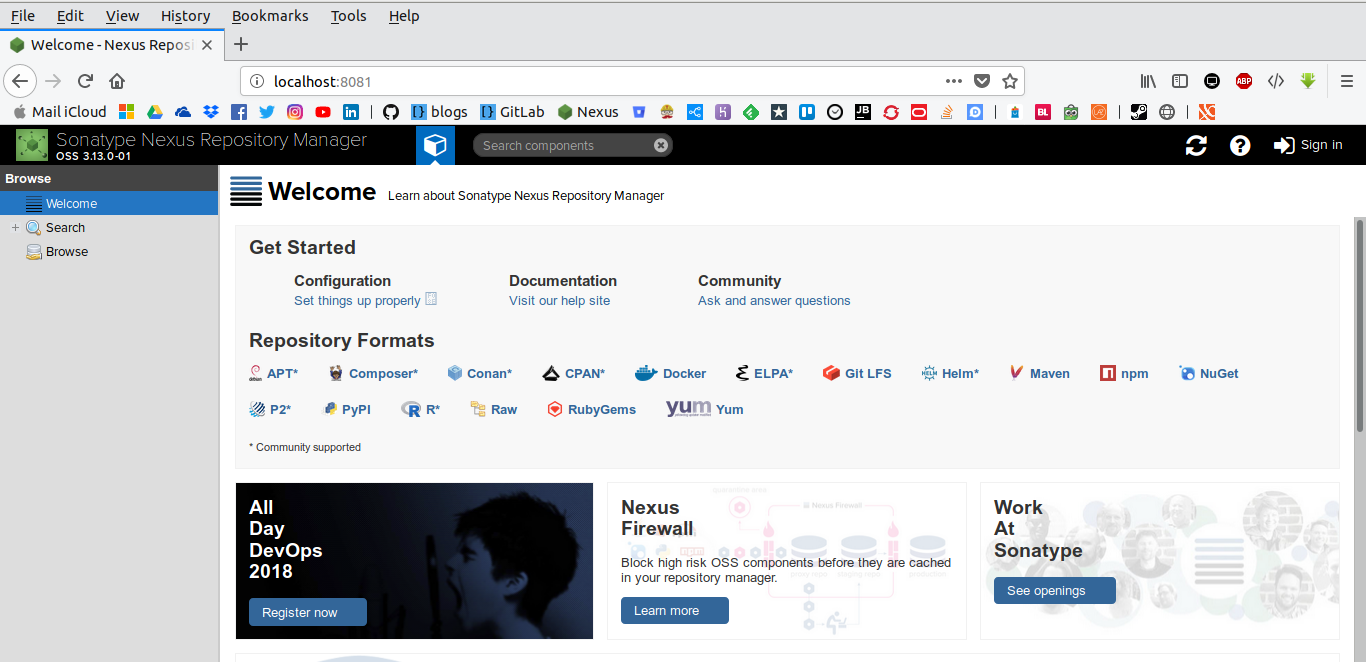 File Edit View History Bookmarks Tools Help
Welcome - Nexus Reposi
localhost:8081
Mail iCloud | {} blogs {} GitLab Nexus
Sonatype Nexus Repository Manager
OSS 3.13.0-01
Search components
Sign in
Browse
Welcome
Search
Browse
Welcome Learn about Sonatype Nexus Repository Manager
Get Started
Configuration Documentation Community
Set things up properly Visit our help site Ask and answer questions
Repository Formats
APT* Composer* Conan* CPAN* Docker ELPA* Git LFS Helm* Maven npm NuGet
P2* PyPI R* Raw RubyGems yum Yum
* Community supported
All
Day
DevOps
2018
Register now
Nexus
Firewall
Nexus Firewall
Block high risk OSS components before they are cached
in your repository manager.
Learn more
Work
At
Sonatype
See openings